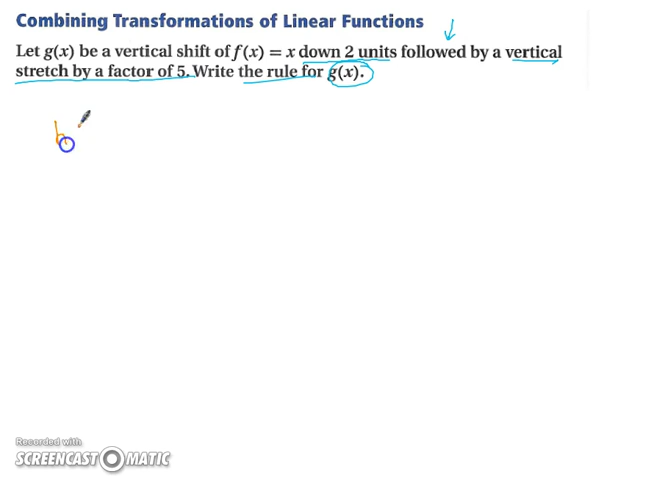 Combining Transformations of Linear Functions
Let g(x) be a vertical shift of f(x) = x down 2 units followed by a vertical
stretch by a factor of 5. Write the rule for g(x).
h
Recorded with
SCREENCAST O MATIC